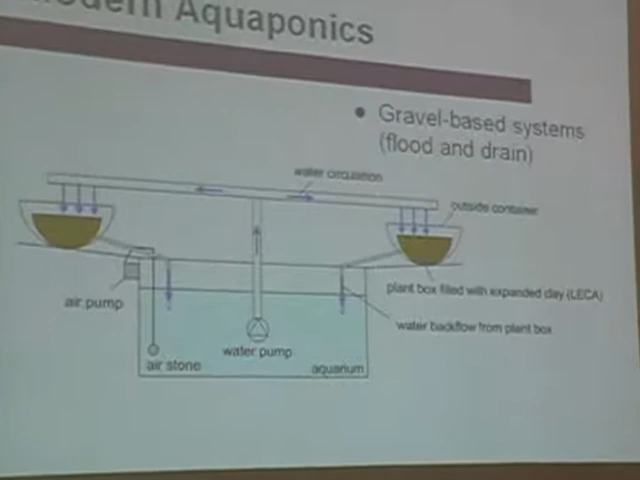 Modern Aquaponics
• Gravel-based systems
(flood and drain)
water circulation
outside container
plant box filled with expanded clay (LECA)
air pump
water backflow from plant box
water pump
air stone
aquarium